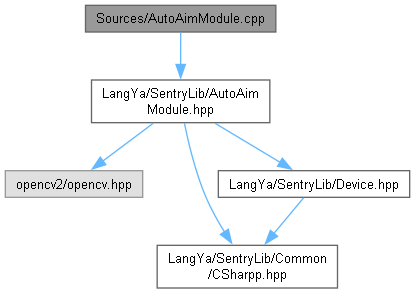 Sources/AutoAimModule.cpp
LangYa/SentryLib/AutoAim
Module.hpp
opencv2/opencv.hpp
LangYa/SentryLib/Device.hpp
LangYa/SentryLib/Common
/CSharpp.hpp